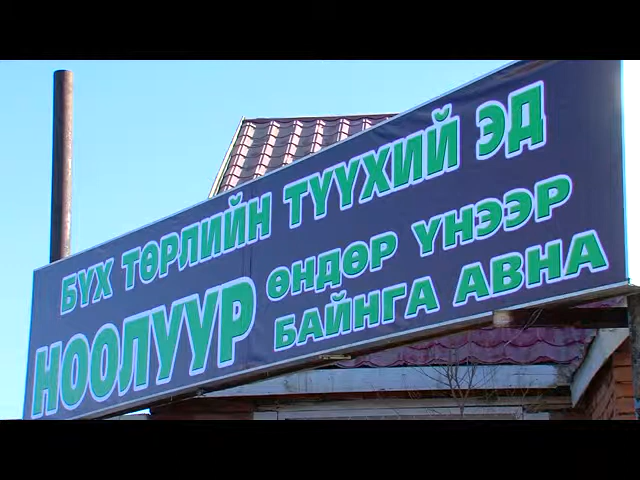 БҮХ ТӨРЛИЙН ТҮҮХИЙ ЭД
НООЛУУР
ӨНДӨР ҮНЭЭР
БАЙНГА АВНА